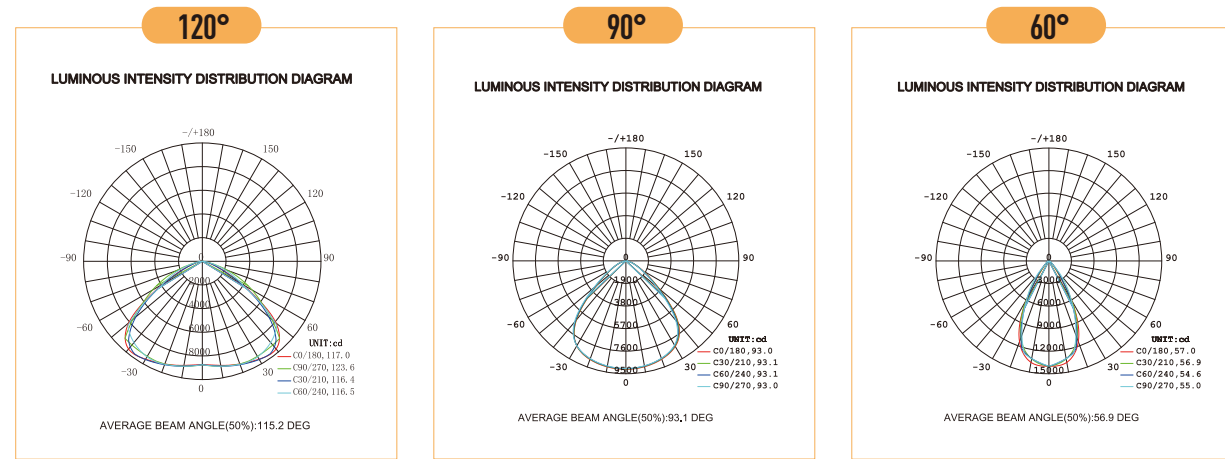 120°
LUMINOUS INTENSITY DISTRIBUTION DIAGRAM
-/+180
-150
150
-120
120
-90
90
-60
60
-30
30
0
0
2000
4000
6000
8000
UNIT:cd
C0/180,117.0
C90/270,123.6
C30/210,116.4
C60/240,116.5
AVERAGE BEAM ANGLE(50%):115.2 DEG
90°
LUMINOUS INTENSITY DISTRIBUTION DIAGRAM
-/+180
-150
150
-120
120
-90
90
-60
60
-30
30
0
0
1900
3800
5700
7600
9500
UNIT:cd
C0/180,93.0
C30/210,93.1
C60/240,93.1
C90/270,93.0
AVERAGE BEAM ANGLE(50%):93.1 DEG
60°
LUMINOUS INTENSITY DISTRIBUTION DIAGRAM
-/+180
-150
150
-120
120
-90
90
-60
60
-30
30
0
0
3000
6000
9000
12000
15000
UNIT:cd
C0/180,57.0
C30/210,56.9
C60/240,54.6
C90/270,55.0
AVERAGE BEAM ANGLE(50%):56.9 DEG